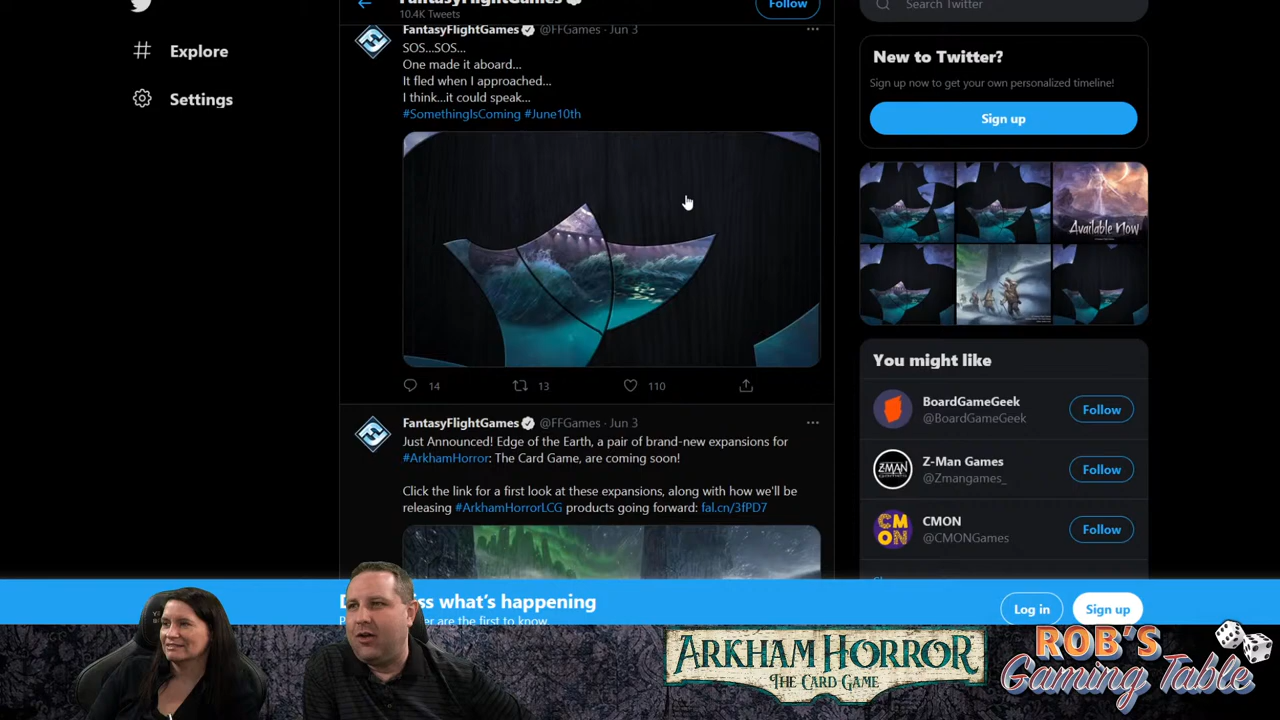 FantasyFlightGames
10.4K Tweets
Follow
Search Twitter
Explore
Settings
FantasyFlightGames @FFGames · Jun 3
SOS...SOS...
One made it aboard...
It fled when I approached...
I think...it could speak...
#SomethingIsComing #June10th
14 13 110
FantasyFlightGames @FFGames · Jun 3
Just Announced! Edge of the Earth, a pair of brand-new expansions for
#ArkhamHorror: The Card Game, are coming soon!
Click the link for a first look at these expansions, along with how we'll be
releasing #ArkhamHorrorLCG products going forward: fal.cn/3fPD7
New to Twitter?
Sign up now to get your own personalized timeline!
Sign up
Available Now
You might like
BoardGameGeek
@BoardGameGeek
Follow
Z-MAN
GAMES
Z-Man Games
@Zmangames_
Follow
CM
ON
CMON
@CMONGames
Follow
what's happening
are the first to know.
Log in
Sign up
ARKHAM HORROR
THE CARD GAME
ROB'S
Gaming Table